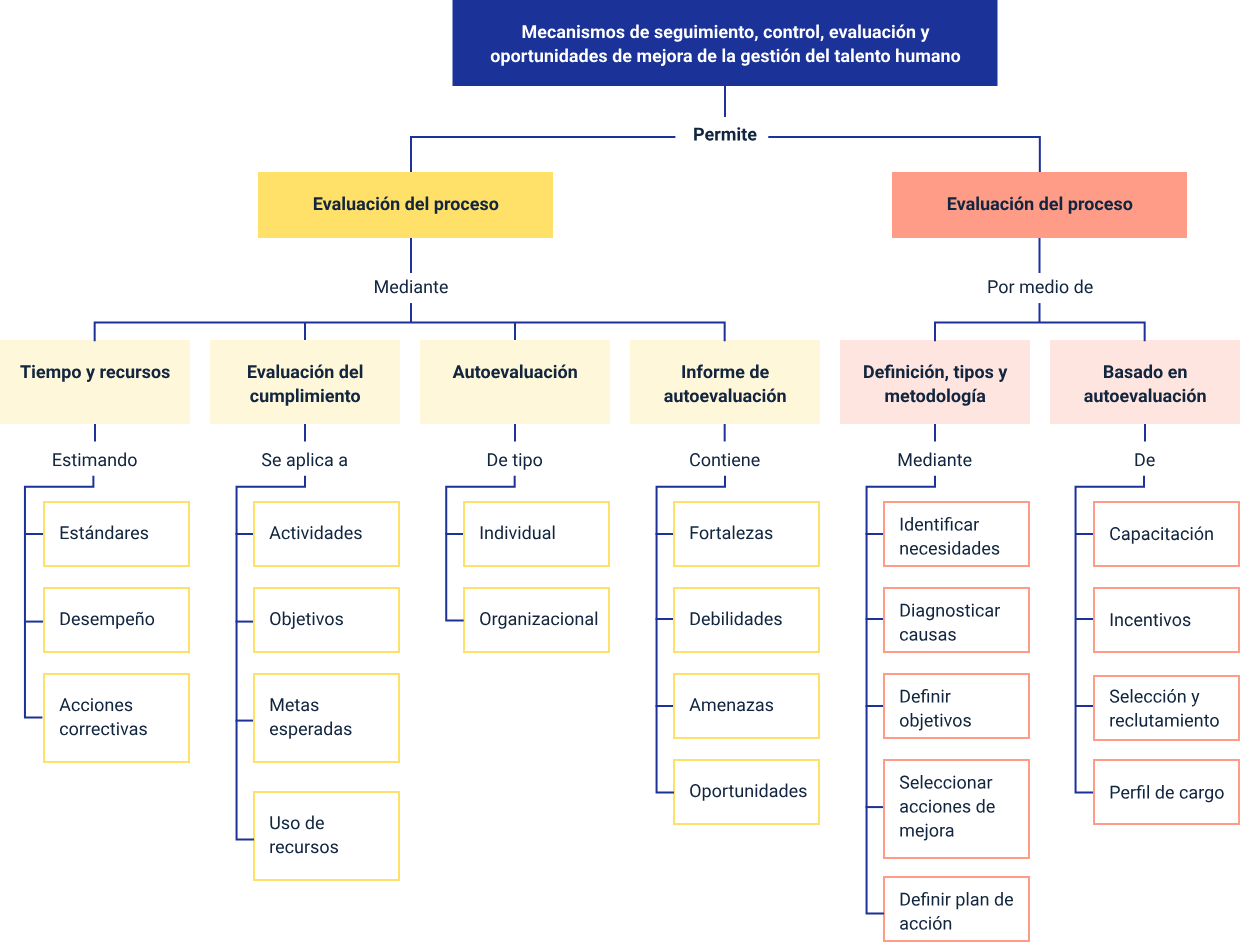 Mecanismos de seguimiento, control, evaluación y
oportunidades de mejora de la gestión del talento humano
Permite
Evaluación del proceso
Evaluación del proceso
Mediante
Por medio de
Tiempo y recursos
Evaluación del
cumplimiento
Autoevaluación
Informe de
autoevaluación
Definición, tipos y
metodología
Basado en
autoevaluación
Estimando
Se aplica a
De tipo
Contiene
Mediante
De
Estándares
Desempeño
Acciones
correctivas
Actividades
Objetivos
Metas
esperadas
Uso de
recursos
Individual
Organizacional
Fortalezas
Debilidades
Amenazas
Oportunidades
Identificar
necesidades
Diagnosticar
causas
Definir
objetivos
Seleccionar
acciones de
mejora
Definir plan de
acción
Capacitación
Incentivos
Selección y
reclutamiento
Perfil de cargo